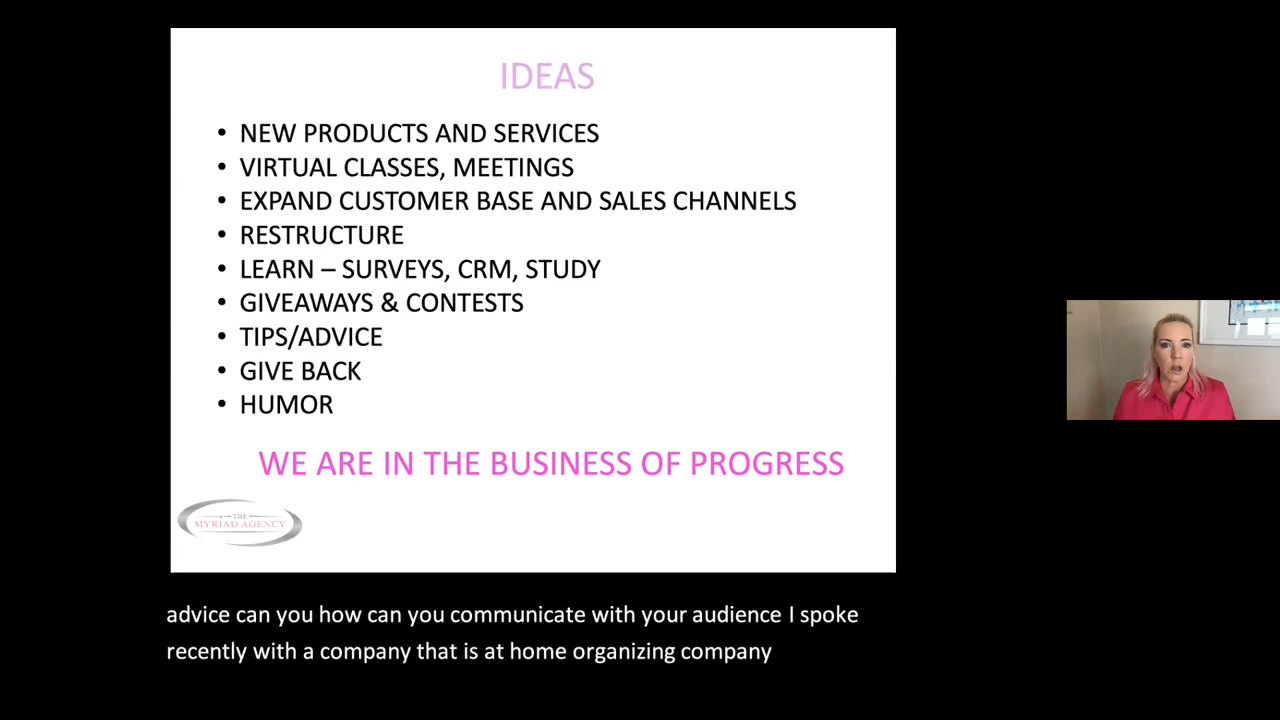 IDEAS
• NEW PRODUCTS AND SERVICES
• VIRTUAL CLASSES, MEETINGS
• EXPAND CUSTOMER BASE AND SALES CHANNELS
• RESTRUCTURE
• LEARN – SURVEYS, CRM, STUDY
• GIVEAWAYS & CONTESTS
• TIPS/ADVICE
• GIVE BACK
• HUMOR
WE ARE IN THE BUSINESS OF PROGRESS
THE
MYRIAD AGENCY
advice can you how can you communicate with your audience I spoke
recently with a company that is at home organizing company